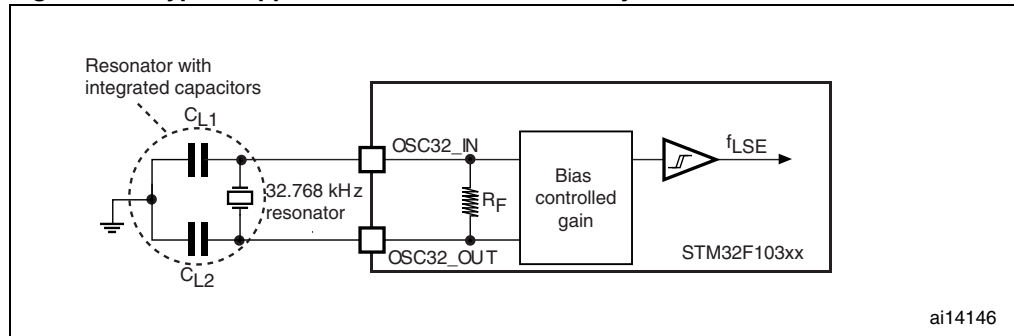 Resonator with
integrated capacitors
CL1
OSC32_IN
fLSE
32.768 kHz
resonator
RF
Bias
controlled
gain
OSC32_OUT
STM32F103xx
CL2
ai14146